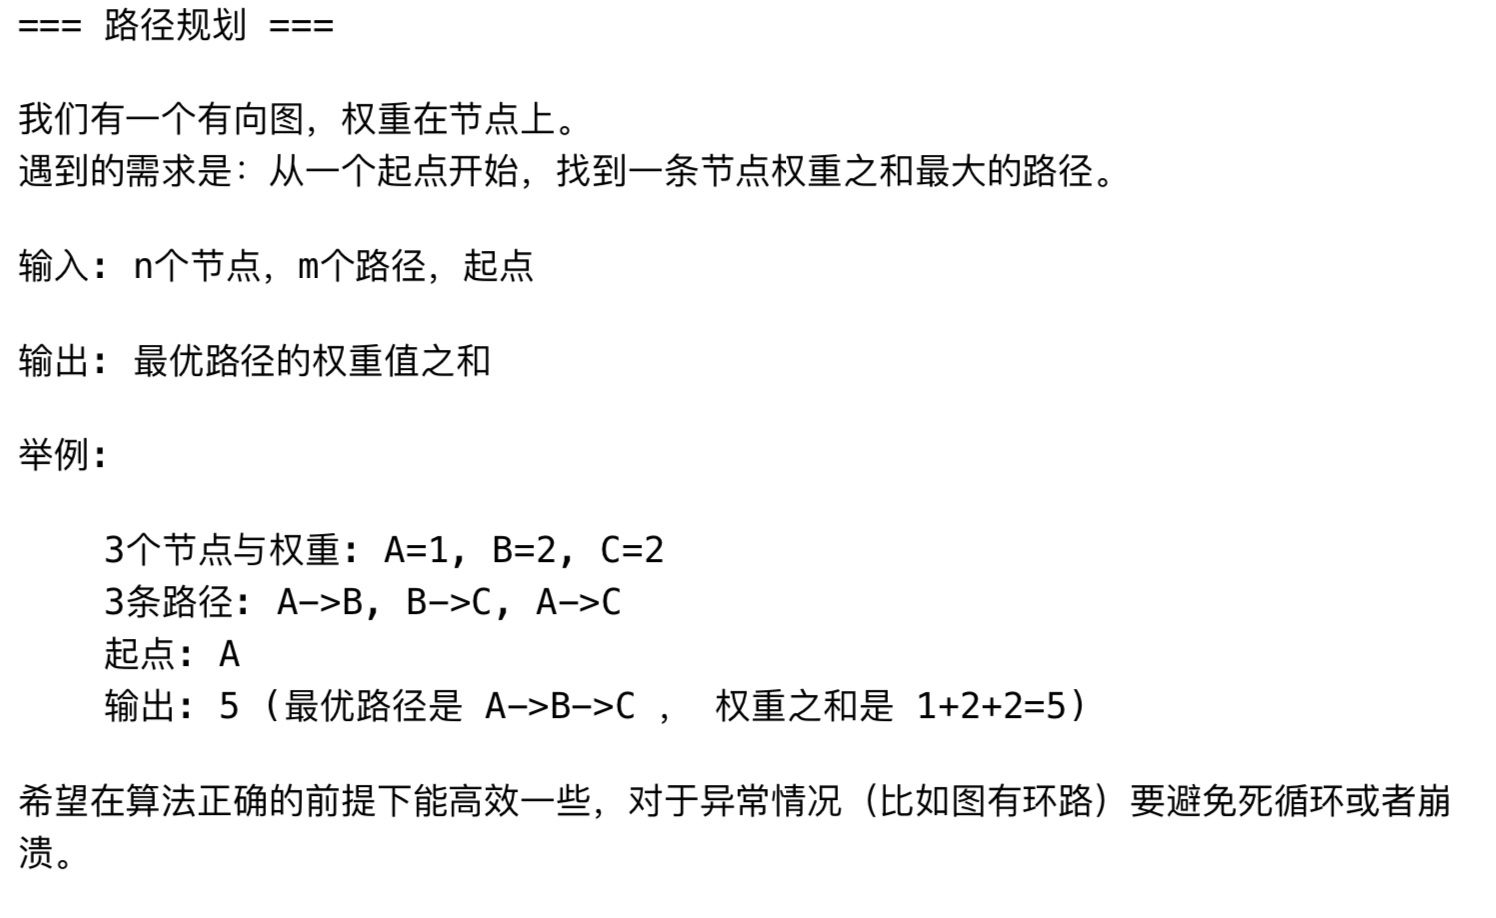 === 路径规划 ===
我们有一个有向图，权重在节点上。
遇到的需求是：从一个起点开始，找到一条节点权重之和最大的路径。
输入: n个节点，m个路径，起点
输出: 最优路径的权重值之和
举例:
3个节点与权重: A=1, B=2, C=2
3条路径: A->B, B->C, A->C
起点: A
输出: 5 (最优路径是 A->B->C ， 权重之和是 1+2+2=5)
希望在算法正确的前提下能高效一些，对于异常情况（比如图有环路）要避免死循环或者崩
溃。